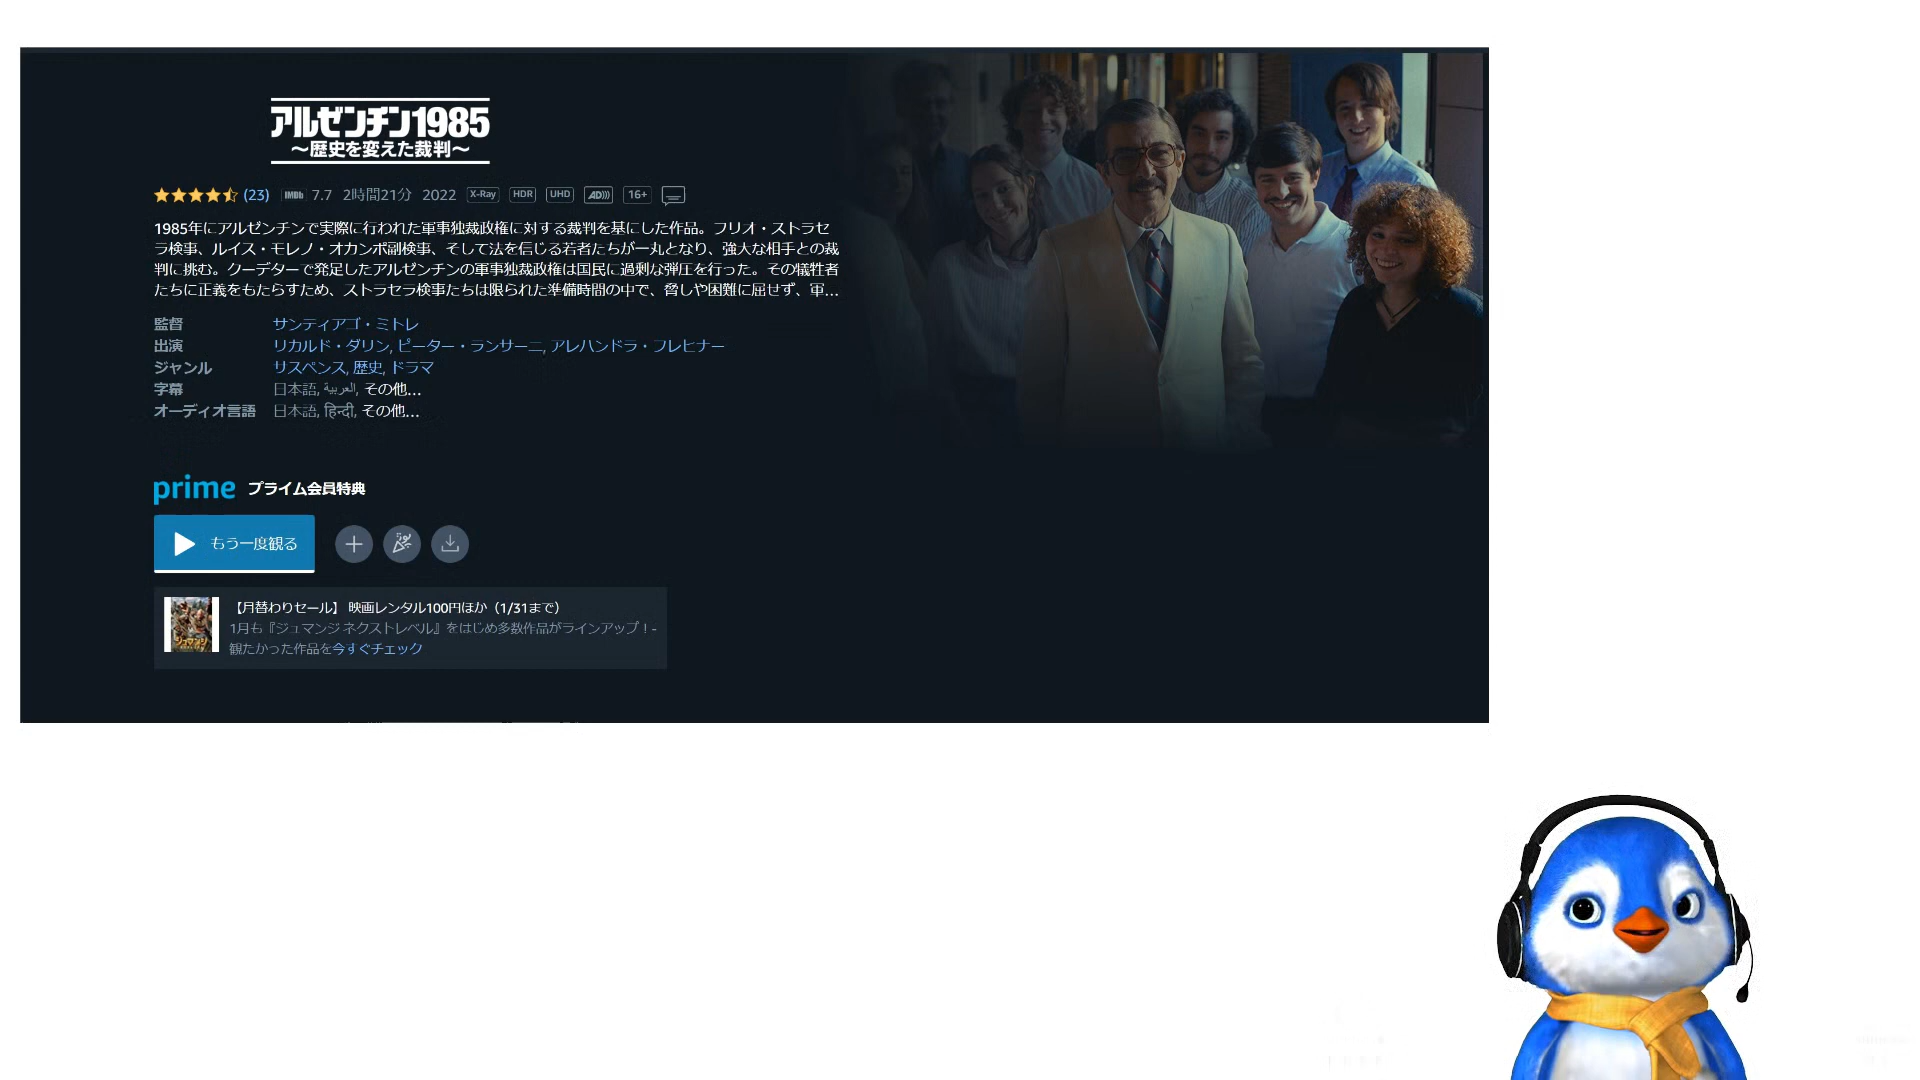 アルゼンチン1985
～歴史を変えた裁判～
(23) IMDb 7.7 2時間21分 2022 X-Ray HDR UHD AD))) 16+
1985年にアルゼンチンで実際に行われた軍事独裁政権に対する裁判を基にした作品。フリオ・ストラセ
ラ検事、ルイス・モレノ・オカンポ副検事、そして法を信じる若者たちが一丸となり、強大な相手との裁
判に挑む。クーデターで発足したアルゼンチンの軍事独裁政権は国民に過剰な弾圧を行った。その犠牲者
たちに正義をもたらすため、ストラセラ検事たちは限られた準備時間の中で、脅しや困難に屈せず、軍...
監督 サンティアゴ・ミトレ
出演 リカルド・ダリン, ピーター・ランサーニ, アレハンドラ・フレヒナー
ジャンル サスペンス, 歴史, ドラマ
字幕 日本語, العربية, その他...
オーディオ言語 日本語, हिन्दी, その他...
prime プライム会員特典
もう一度観る
【月替わりセール】 映画レンタル100円ほか（1/31まで）
1月も『ジュマンジ ネクストレベル』をはじめ多数作品がラインアップ！-
観たかった作品を今すぐチェック
ジュマンジ